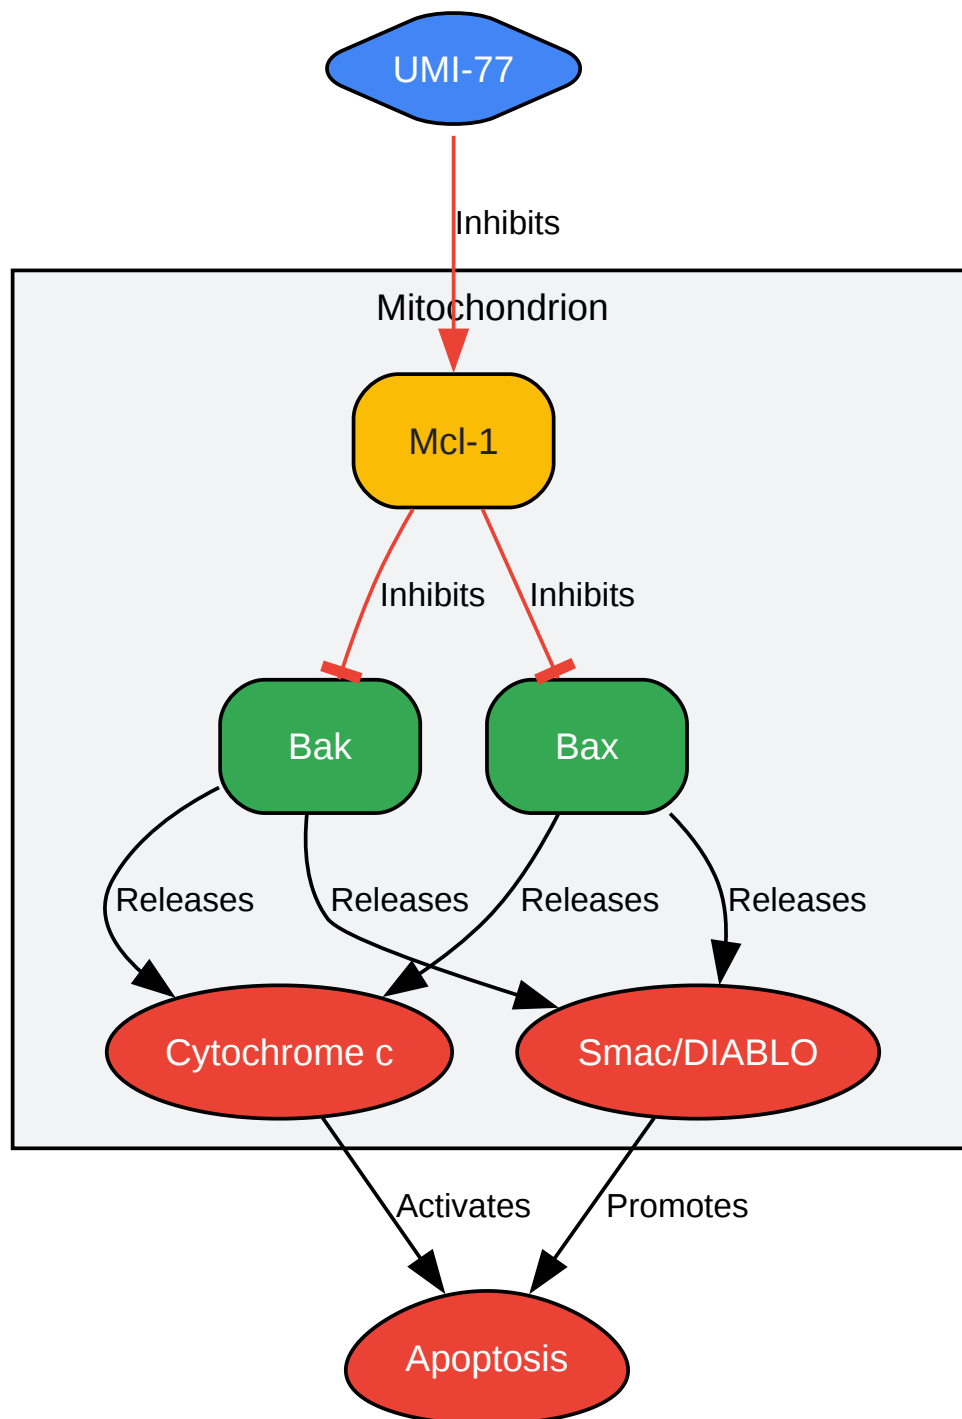 UMI-77
Inhibits
Mitochondrion
Mcl-1
Inhibits
Inhibits
Bak
Bax
Releases
Releases
Releases
Releases
Cytochrome c
Smac/DIABLO
Activates
Promotes
Apoptosis